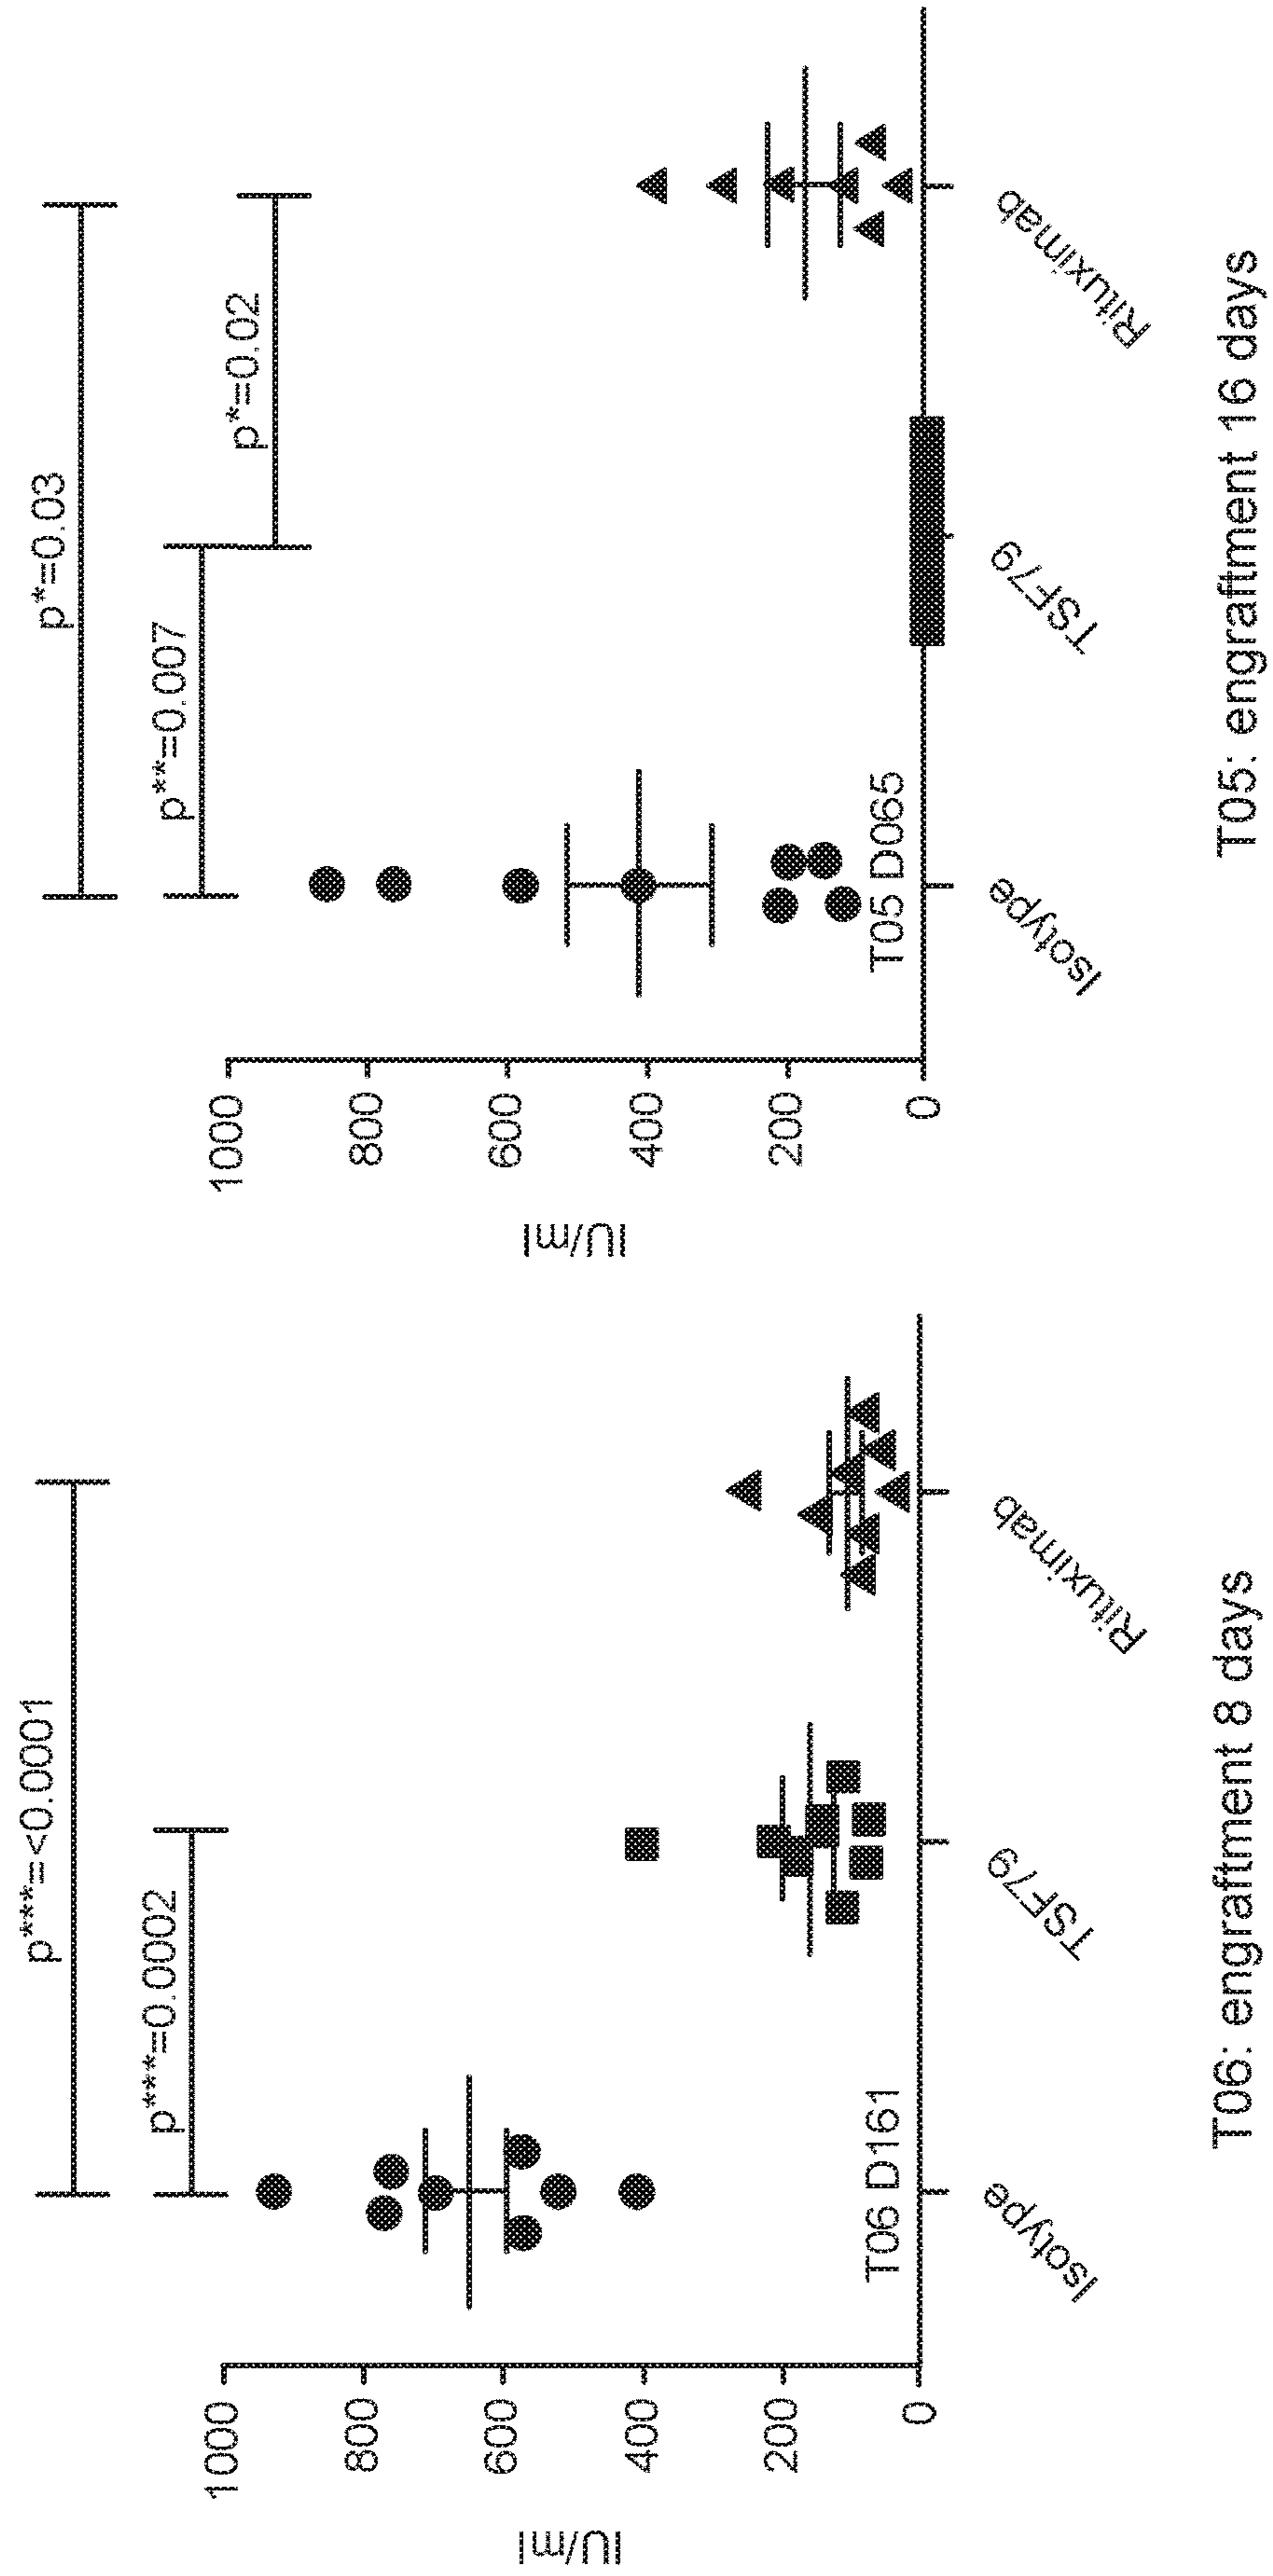 p***=<0.0001
p***=0.0002
1000
800
600
400
200
0
IU/ml
T06 D161
Isotype
TSF79
Rituximab
T06: engraftment 8 days
p*=0.03
p**=0.007
p*=0.02
1000
800
600
400
200
0
IU/ml
T05 D065
Isotype
TSF79
Rituximab
T05: engraftment 16 days